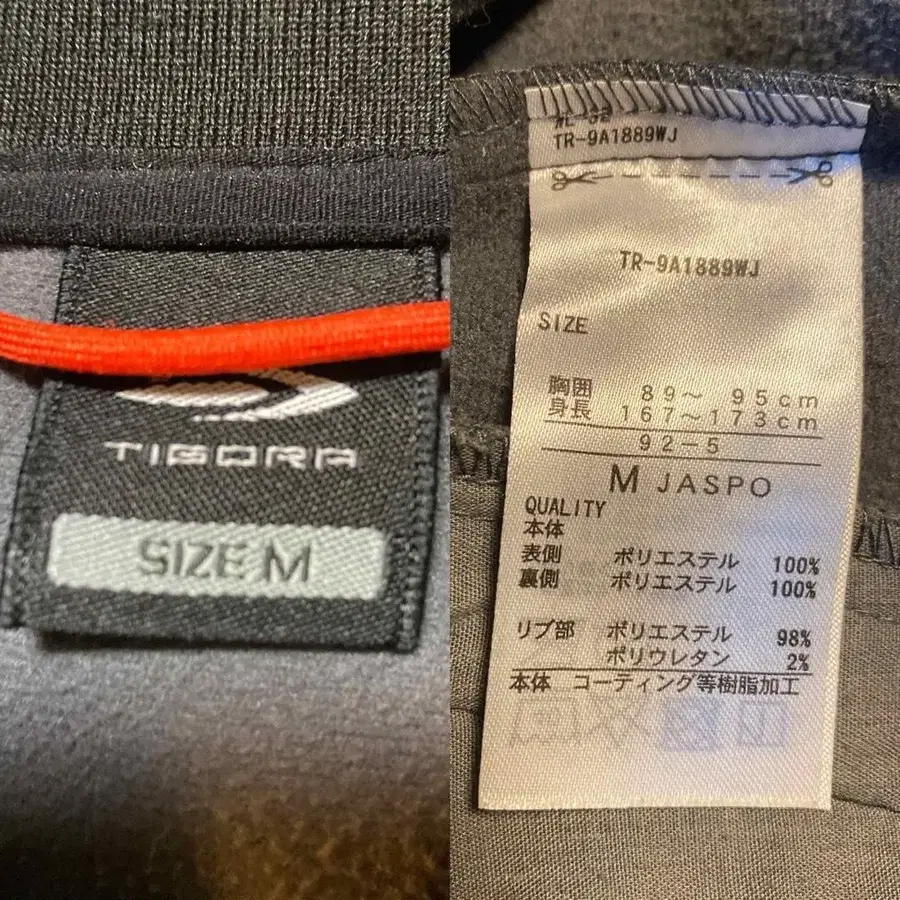 TIGORA
SIZE M
TR-9A1889WJ
TR-9A1889WJ
SIZE
胸囲 89～ 95cm
身長 167～173cm
92-5
M JASPO
QUALITY
本体
表側 ポリエステル 100%
裏側 ポリエステル 100%
リブ部 ポリエステル 98%
ポリウレタン 2%
本体 コーティング等樹脂加工